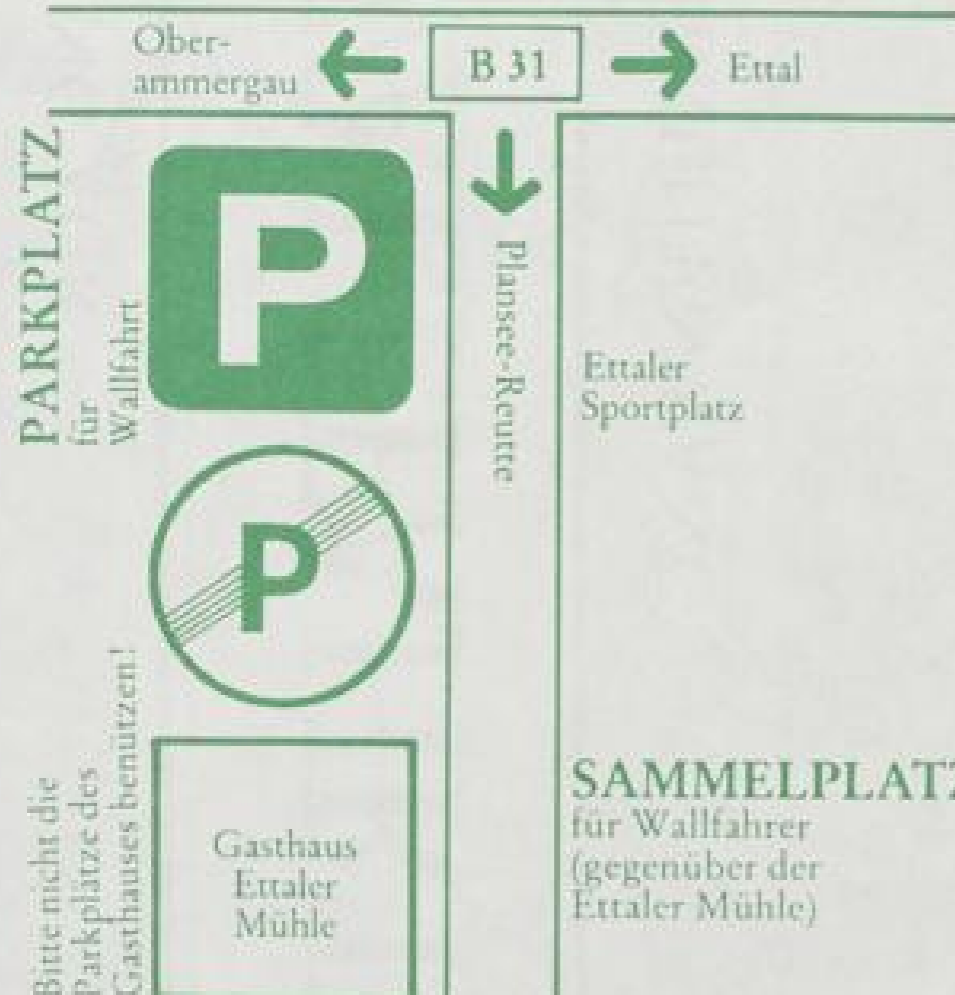 Ober-
ammergau
B 31
Ettal
PARKPLATZ
für
Wallfahrt
P
Plansee-Reutte
Ettaler
Sportplatz
P
Bitte nicht die
Parkplätze des
Gasthauses benützen!
Gasthaus
Ettaler
Mühle
SAMMELPLATZ
für Wallfahrer
(gegenüber der
Ettaler Mühle)